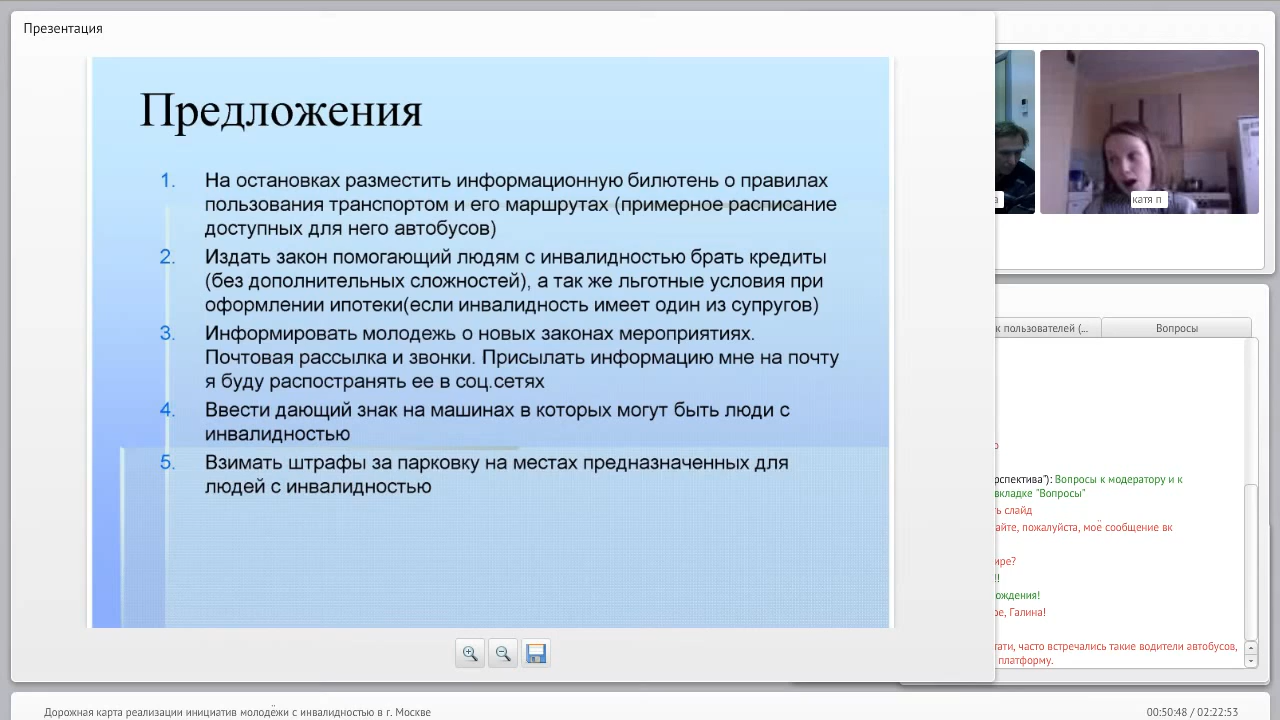 Презентация
Предложения
1. На остановках разместить информационную билютень о правилах
пользования транспортом и его маршрутах (примерное расписание
доступных для него автобусов)
2. Издать закон помогающий людям с инвалидностью брать кредиты
(без дополнительных сложностей), а так же льготные условия при
оформлении ипотеки(если инвалидность имеет один из супругов)
3. Информировать молодежь о новых законах мероприятиях.
Почтовая рассылка и звонки. Присылать информацию мне на почту
я буду распостранять ее в соц.сетях
4. Ввести дающий знак на машинах в которых могут быть люди с
инвалидностью
5. Взимать штрафы за парковку на местах предназначенных для
людей с инвалидностью
а
катя п
к пользователей (...
Вопросы
о
рспектива"): Вопросы к модератору и к
вкладке "Вопросы"
ь слайд
айте, пожалуйста, моё сообщение вк
ире?
!!
ождения!
ое, Галина!
тати, часто встречались такие водители автобусов,
платформу.
Дорожная карта реализации инициатив молодёжи с инвалидностью в г. Москве
00:50:48 / 02:22:53